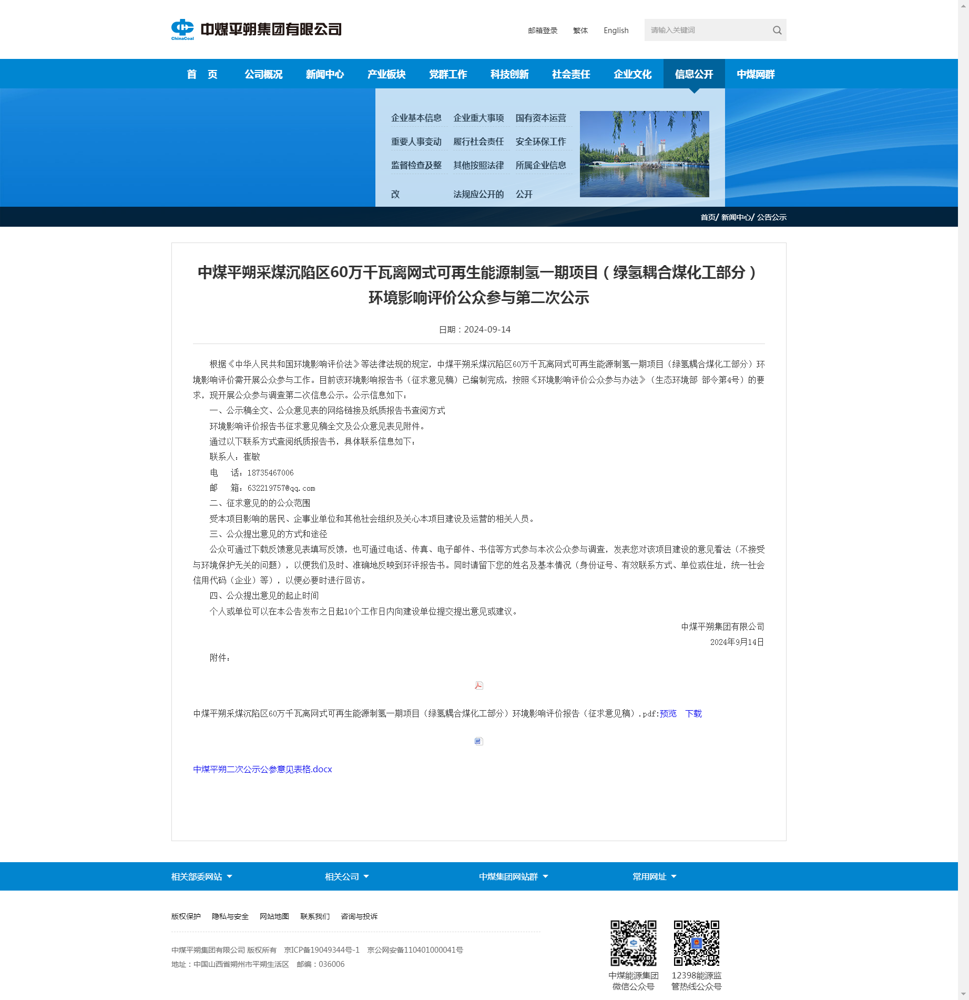 ChinaCoal
中煤平朔集团有限公司
邮箱登录 繁体 English 请输入关键词
首 页 公司概况 新闻中心 产业板块 党群工作 科技创新 社会责任 企业文化 信息公开 中煤网群
企业基本信息 企业重大事项 国有资本运营
重要人事变动 履行社会责任 安全环保工作
监督检查及整 其他按照法律 所属企业信息
改 法规应公开的 公开
首页/ 新闻中心/ 公告公示
中煤平朔采煤沉陷区60万千瓦离网式可再生能源制氢一期项目（绿氢耦合煤化工部分）
环境影响评价公众参与第二次公示
日期：2024-09-14
根据《中华人民共和国环境影响评价法》等法律法规的规定，中煤平朔采煤沉陷区60万千瓦离网式可再生能源制氢一期项目（绿氢耦合煤化工部分）环
境影响评价需开展公众参与工作。目前该环境影响报告书（征求意见稿）已编制完成，按照《环境影响评价公众参与办法》（生态环境部 部令第4号）的要
求，现开展公众参与调查第二次信息公示。公示信息如下：
一、公示稿全文、公众意见表的网络链接及纸质报告书查阅方式
环境影响评价报告书征求意见稿全文及公众意见表见附件。
通过以下联系方式查阅纸质报告书，具体联系信息如下：
联系人：崔敏
电 话：18735467006
邮 箱：632219757@qq.com
二、征求意见的的公众范围
受本项目影响的居民、企事业单位和其他社会组织及关心本项目建设及运营的相关人员。
三、公众提出意见的方式和途径
公众可通过下载反馈意见表填写反馈，也可通过电话、传真、电子邮件、书信等方式参与本次公众参与调查，发表您对该项目建设的意见看法（不接受
与环境保护无关的问题），以便我们及时、准确地反映到环评报告书。同时请留下您的姓名及基本情况（身份证号、有效联系方式、单位或住址，统一社会
信用代码（企业）等），以便必要时进行回访。
四、公众提出意见的起止时间
个人或单位可以在本公告发布之日起10个工作日内向建设单位提交提出意见或建议。
中煤平朔集团有限公司
2024年9月14日
附件：
中煤平朔采煤沉陷区60万千瓦离网式可再生能源制氢一期项目（绿氢耦合煤化工部分）环境影响评价报告（征求意见稿）.pdf:预览 下载
中煤平朔二次公示公参意见表格.docx
相关部委网站 相关公司 中煤集团网站群 常用网址
版权保护 隐私与安全 网站地图 联系我们 咨询与投诉
中煤平朔集团有限公司 版权所有 京ICP备19049344号-1 京公网安备110401000041号
地址：中国山西省朔州市平朔生活区 邮编：036006
中煤能源集团
微信公众号
12398能源监
管热线公众号